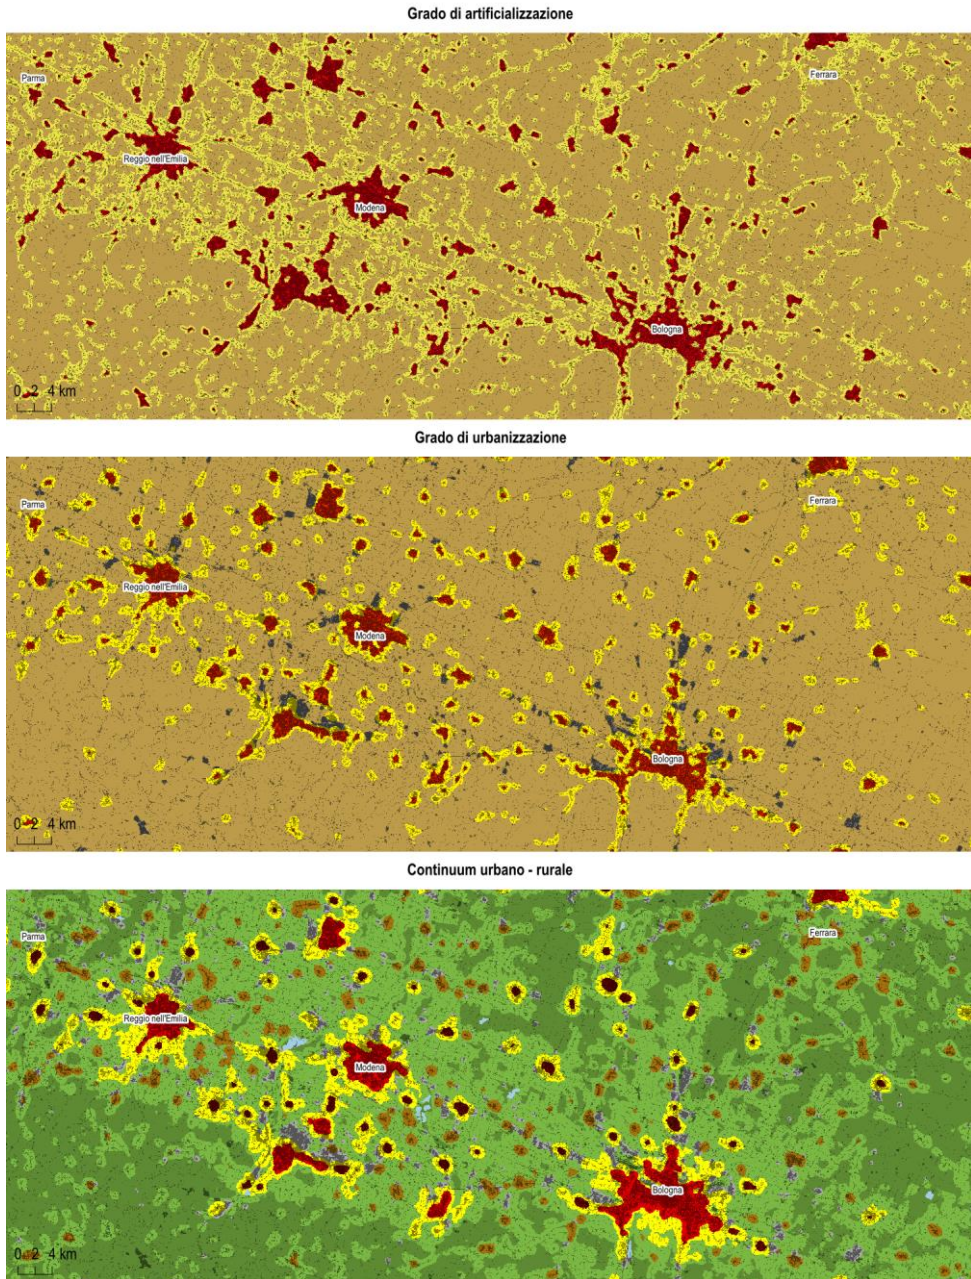 Grado di artificializzazione
Parma
Ferrara
Reggio nell'Emilia
Modena
Bologna
0 2 4 km
Grado di urbanizzazione
Parma
Ferrara
Reggio nell'Emilia
Modena
Bologna
0 2 4 km
Continuum urbano - rurale
Parma
Ferrara
Reggio nell'Emilia
Modena
Bologna
0 2 4 km